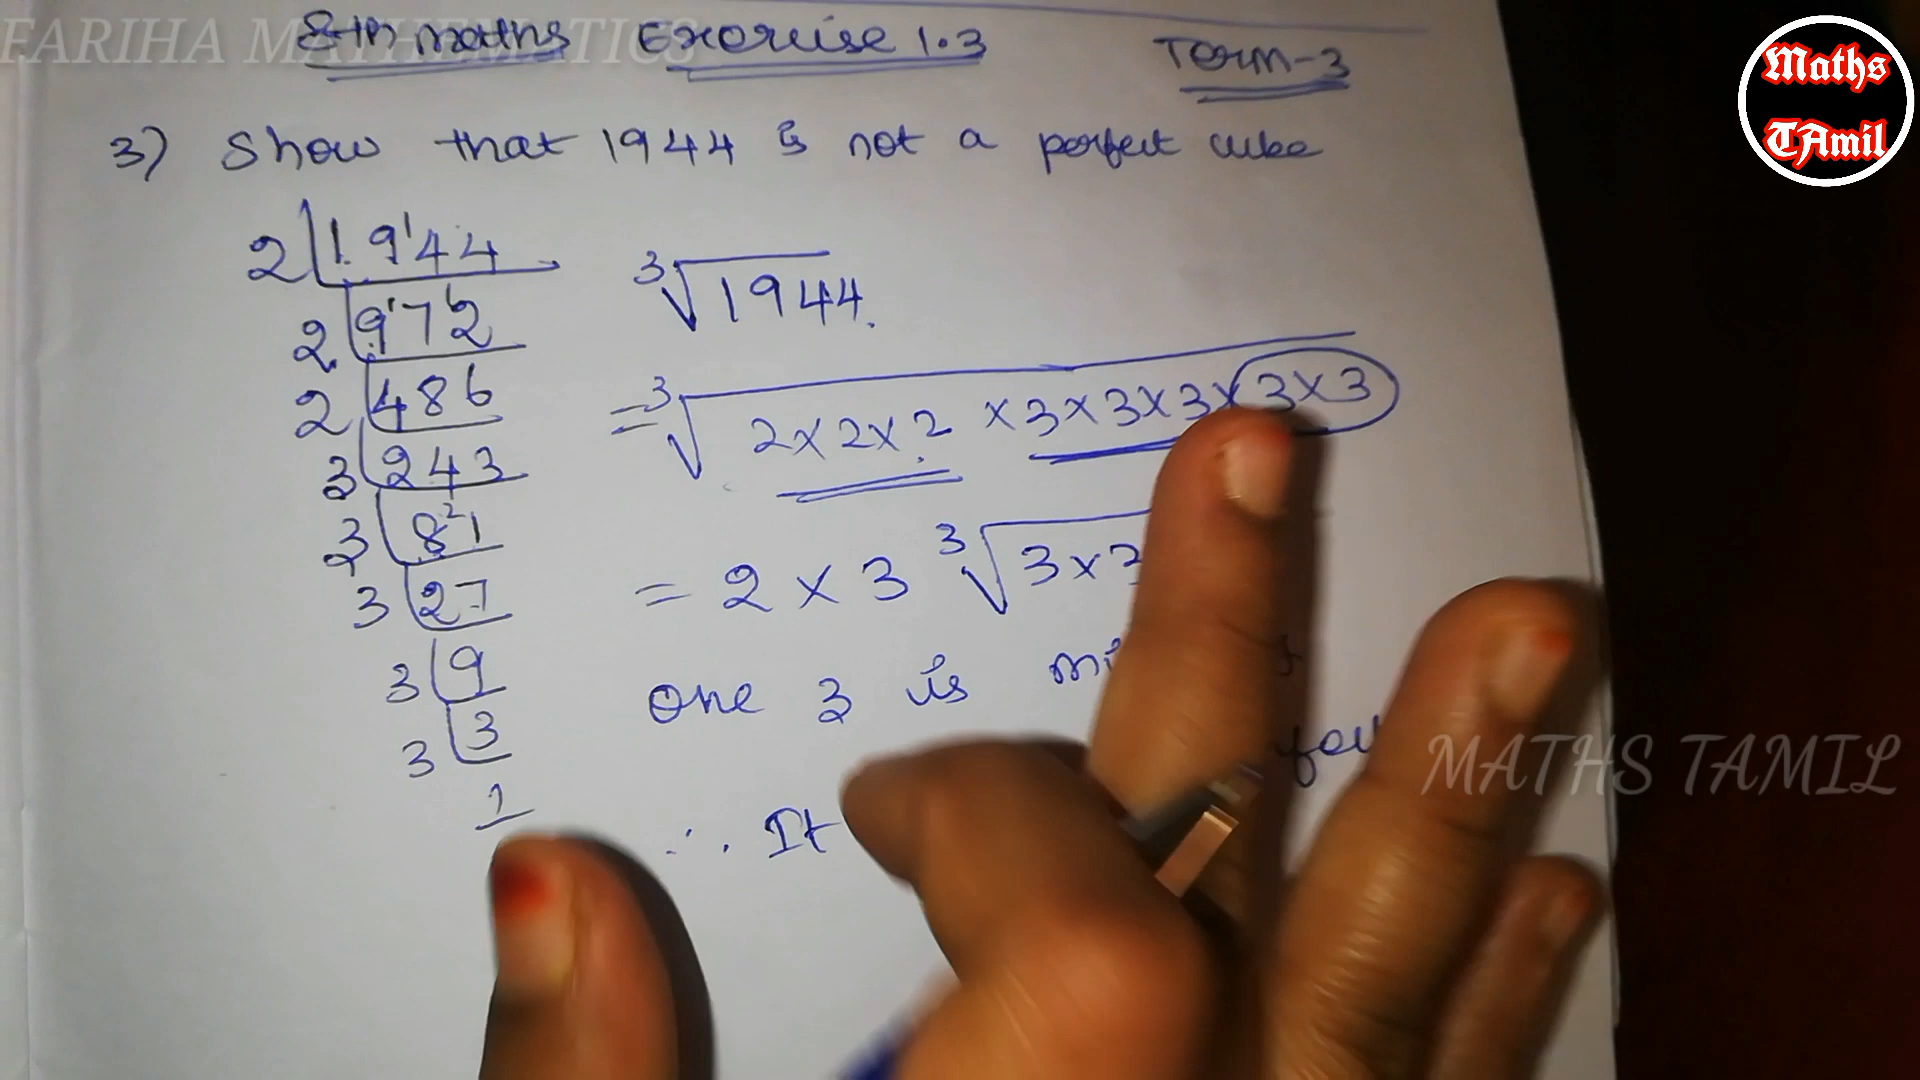 FARIHA MATHEMATICS
8th maths Exercise 1.3 Term-3
Maths
TAmil
3) Show that 1944 is not a perfect cube
2 | 1944
2 | 972
2 | 486
3 | 243
3 | 81
3 | 27
3 | 9
3 | 3
1
∛1944.
= ∛2×2×2 ×3×3×3×3×3
= 2 × 3 ∛3×3
One 3 is
MATHS TAMIL
∴ It